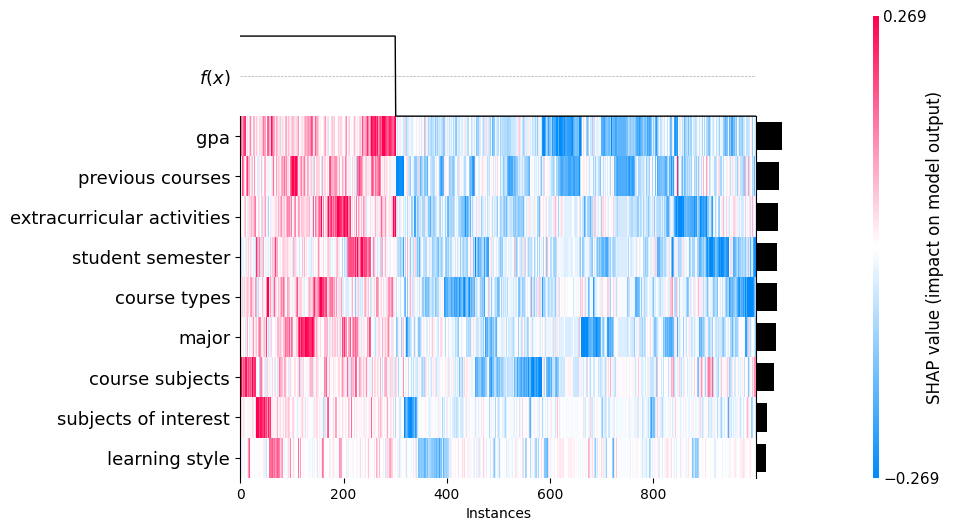 0.269
f(x)
gpa
previous courses
extracurricular activities
student semester
course types
major
course subjects
subjects of interest
learning style
SHAP value (impact on model output)
−0.269
0 200 400 600 800
Instances